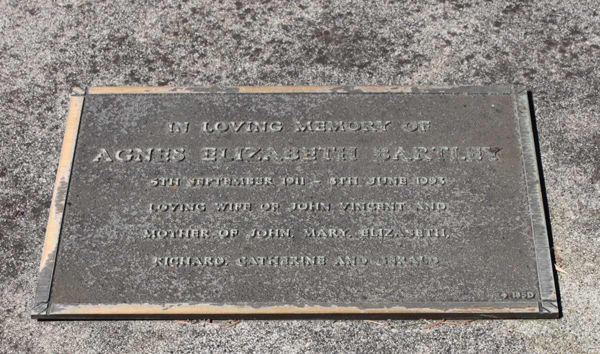 IN LOVING MEMORY OF
AGNES ELIZABETH BARTLEY
5TH SEPTEMBER 1911 - 5TH JUNE 1993
LOVING WIFE OF JOHN VINCENT AND
MOTHER OF JOHN, MARY, ELIZABETH,
RICHARD, CATHERINE AND GERALD